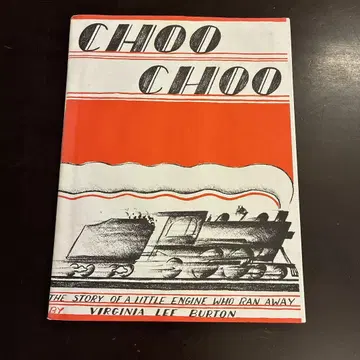 CHOO
CHOO
THE STORY OF A LITTLE ENGINE WHO RAN AWAY
BY VIRGINIA LEE BURTON